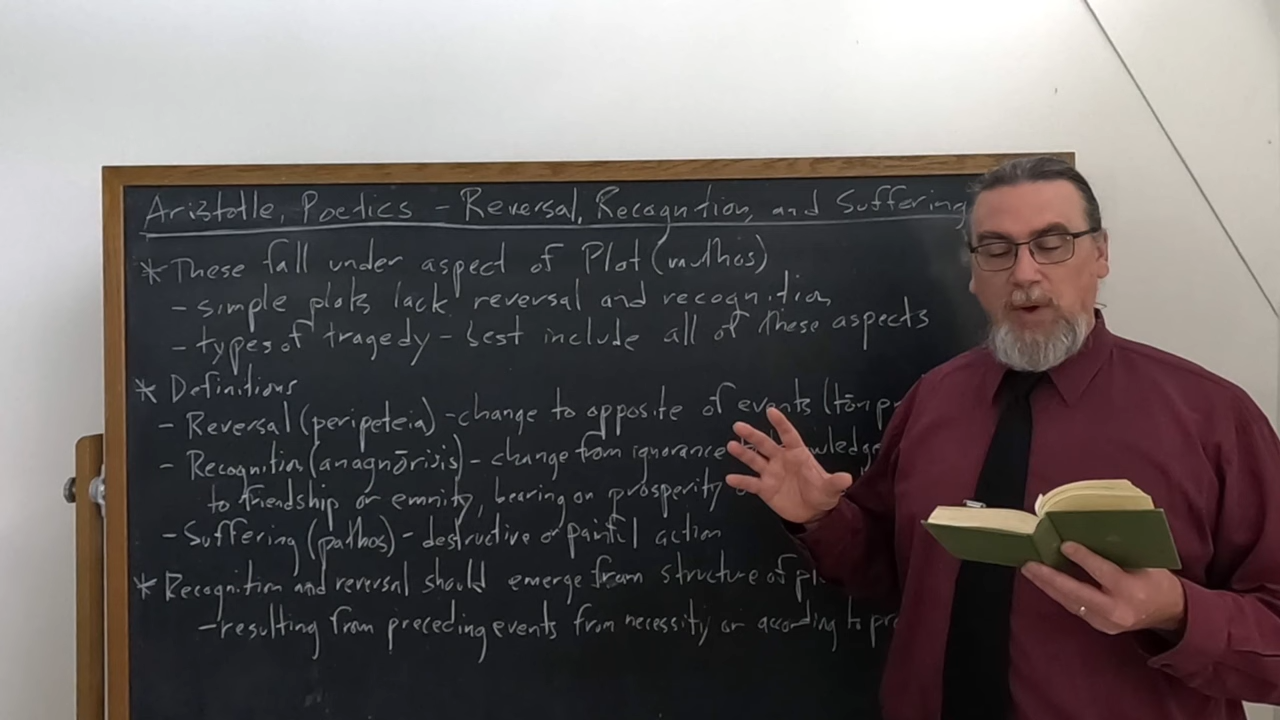 Aristotle, Poetics - Reversal, Recognition, and Suffering
* These fall under aspect of Plot (muthos)
- simple plots lack reversal and recognition
- types of tragedy - best include all of these aspects
* Definitions
- Reversal (peripeteia) - change to opposite of events (tōn
- Recognition (anagnōrisis) - change from ignorance knowledge
to friendship or emnity, bearing on prosperity
- Suffering (pathos) - destructive or painful action
* Recognition and reversal should emerge from structure of
- resulting from preceding events from necessity or according to